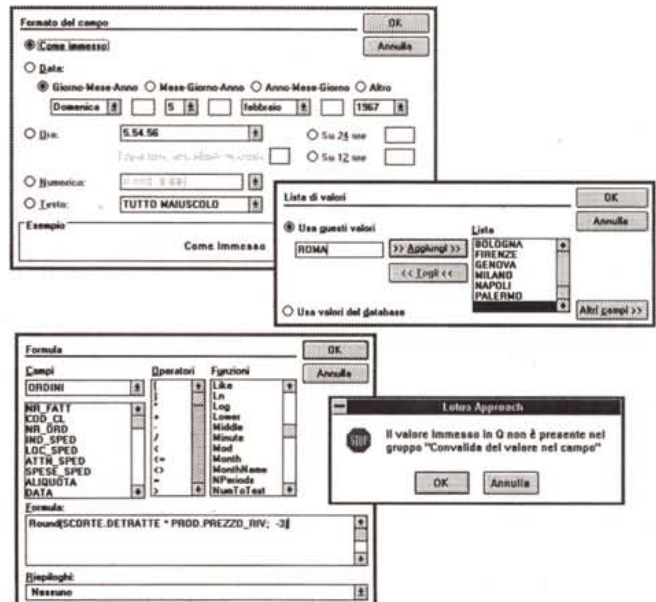 Formato del campo
OK
Annulla
Come immesso
Data:
Giorno-Mese-Anno Mese-Giorno-Anno Anno-Mese-Giorno Altro
Domenica 5 febbraio 1967
Ora: 5.54.56 Su 24 ore
Su 12 ore
Numerico:
Testo: TUTTO MAIUSCOLO
Esempio
Come Immesso
Lista di valori
OK
Annulla
Usa questi valori
Lista
ROMA
>> Aggiungi >>
<< Togli <<
BOLOGNA
FIRENZE
GENOVA
MILANO
NAPOLI
PALERMO
Usa valori del database
Altri campi >>
Formula
OK
Annulla
Campi Operatori Funzioni
ORDINI
NR_FATT
COD_CL
NR_ORD
IND_SPED
LOC_SPED
ATTN_SPED
SPESE_SPED
ALIQUOTA
DATA
(
)
*
+
-
/
<
<=
<>
=
>
Like
Ln
Log
Lower
Middle
Minute
Mod
Month
MonthName
NPeriods
NumToText
Formula:
Round(SCORTE.DETRATTE * PROD.PREZZO_RIV; -3)
Riepiloghi:
Nessuno
Lotus Approach
STOP
Il valore immesso in Q non è presente nel
gruppo "Convalida del valore nel campo"
OK Annulla